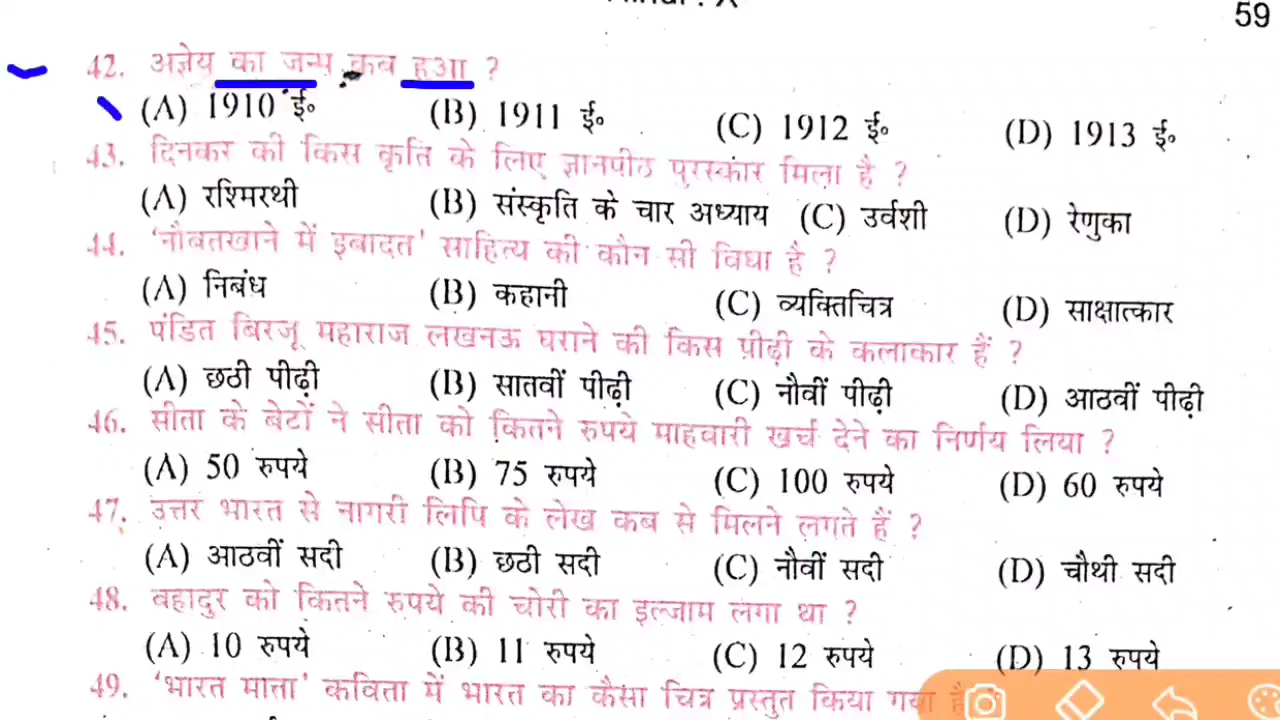 59
42. अज्ञेय का जन्म कब हुआ ?
(A) 1910 ई॰ (B) 1911 ई॰ (C) 1912 ई॰ (D) 1913 ई॰
43. दिनकर की किस कृति के लिए ज्ञानपीठ पुरस्कार मिला है ?
(A) रश्मिरथी (B) संस्कृति के चार अध्याय (C) उर्वशी (D) रेणुका
44. 'नौबतखाने में इबादत' साहित्य की कौन सी विधा है ?
(A) निबंध (B) कहानी (C) व्यक्तिचित्र (D) साक्षात्कार
45. पंडित बिरजू महाराज लखनऊ घराने की किस पीढ़ी के कलाकार हैं ?
(A) छठी पीढ़ी (B) सातवीं पीढ़ी (C) नौवीं पीढ़ी (D) आठवीं पीढ़ी
46. सीता के बेटों ने सीता को कितने रुपये माहवारी खर्च देने का निर्णय लिया ?
(A) 50 रुपये (B) 75 रुपये (C) 100 रुपये (D) 60 रुपये
47. उत्तर भारत से नागरी लिपि के लेख कब से मिलने लगते हैं ?
(A) आठवीं सदी (B) छठी सदी (C) नौवीं सदी (D) चौथी सदी
48. बहादुर को कितने रुपये की चोरी का इल्जाम लगा था ?
(A) 10 रुपये (B) 11 रुपये (C) 12 रुपये (D) 13 रुपये
49. 'भारत माता' कविता में भारत का कैसा चित्र प्रस्तुत किया गया है